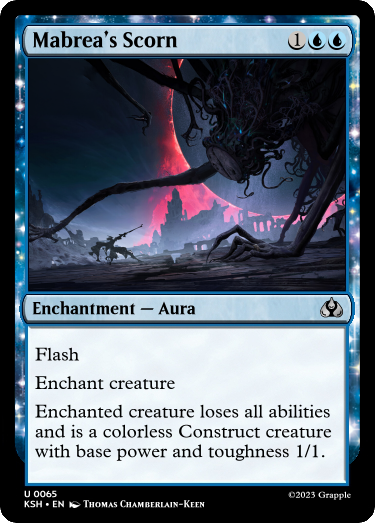 Mabrea's Scorn 1
Enchantment — Aura
Flash
Enchant creature
Enchanted creature loses all abilities
and is a colorless Construct creature
with base power and toughness 1/1.
U 0065
KSH • EN Thomas Chamberlain-Keen
©2023 Grapple